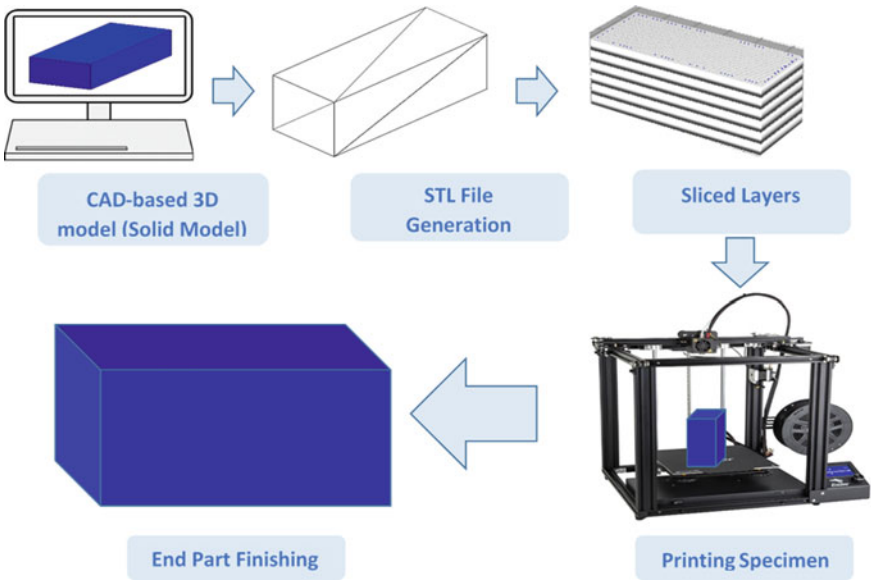 CAD-based 3D
model (Solid Model)
STL File
Generation
Sliced Layers
End Part Finishing
Printing Specimen